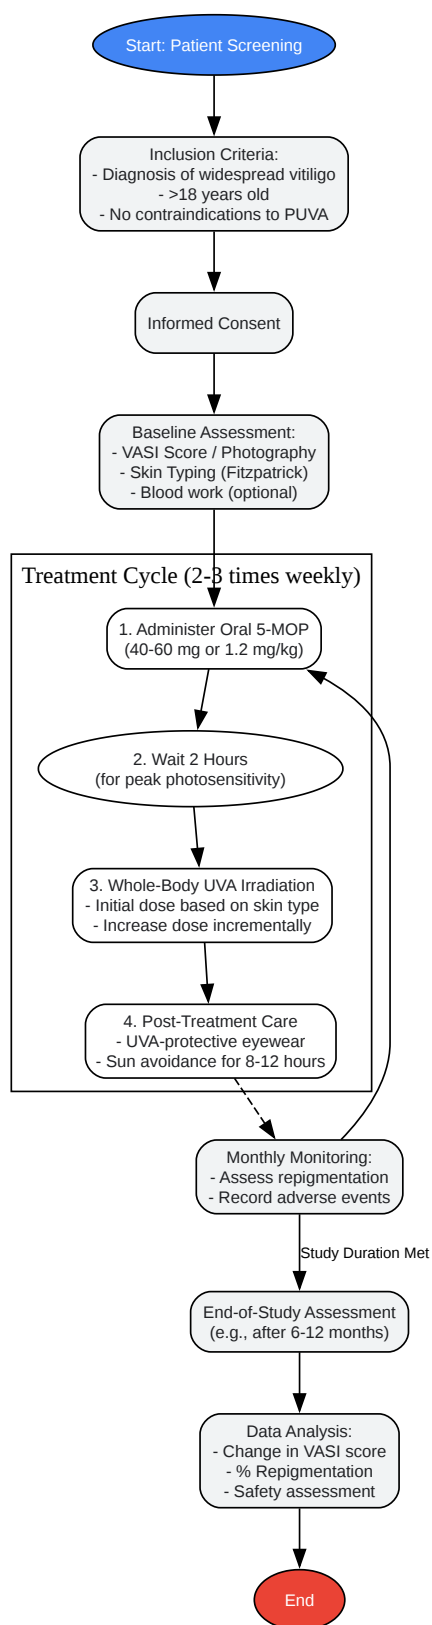 Start: Patient Screening
Inclusion Criteria:
- Diagnosis of widespread vitiligo
- >18 years old
- No contraindications to PUVA
Informed Consent
Baseline Assessment:
- VASI Score / Photography
- Skin Typing (Fitzpatrick)
- Blood work (optional)
Treatment Cycle (2-3 times weekly)
1. Administer Oral 5-MOP
(40-60 mg or 1.2 mg/kg)
2. Wait 2 Hours
(for peak photosensitivity)
3. Whole-Body UVA Irradiation
- Initial dose based on skin type
- Increase dose incrementally
4. Post-Treatment Care
- UVA-protective eyewear
- Sun avoidance for 8-12 hours
Monthly Monitoring:
- Assess repigmentation
- Record adverse events
Study Duration Met
End-of-Study Assessment
(e.g., after 6-12 months)
Data Analysis:
- Change in VASI score
- % Repigmentation
- Safety assessment
End